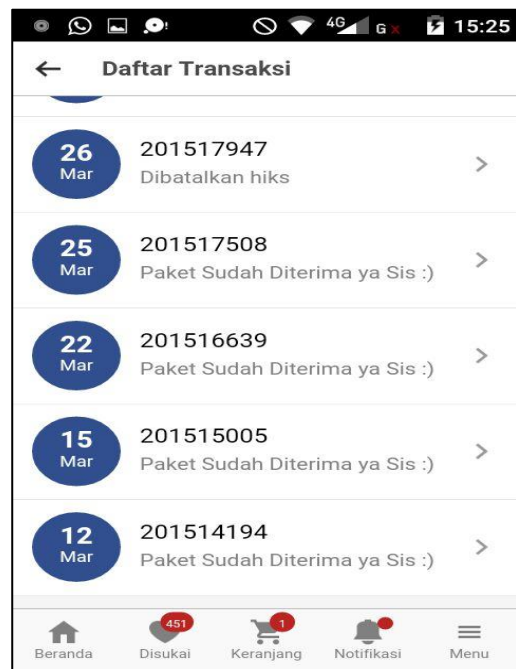 4G
G x
15:25
Daftar Transaksi
26
Mar
201517947
Dibatalkan hiks
25
Mar
201517508
Paket Sudah Diterima ya Sis :)
22
Mar
201516639
Paket Sudah Diterima ya Sis :)
15
Mar
201515005
Paket Sudah Diterima ya Sis :)
12
Mar
201514194
Paket Sudah Diterima ya Sis :)
451
1
Beranda
Disukai
Keranjang
Notifikasi
Menu